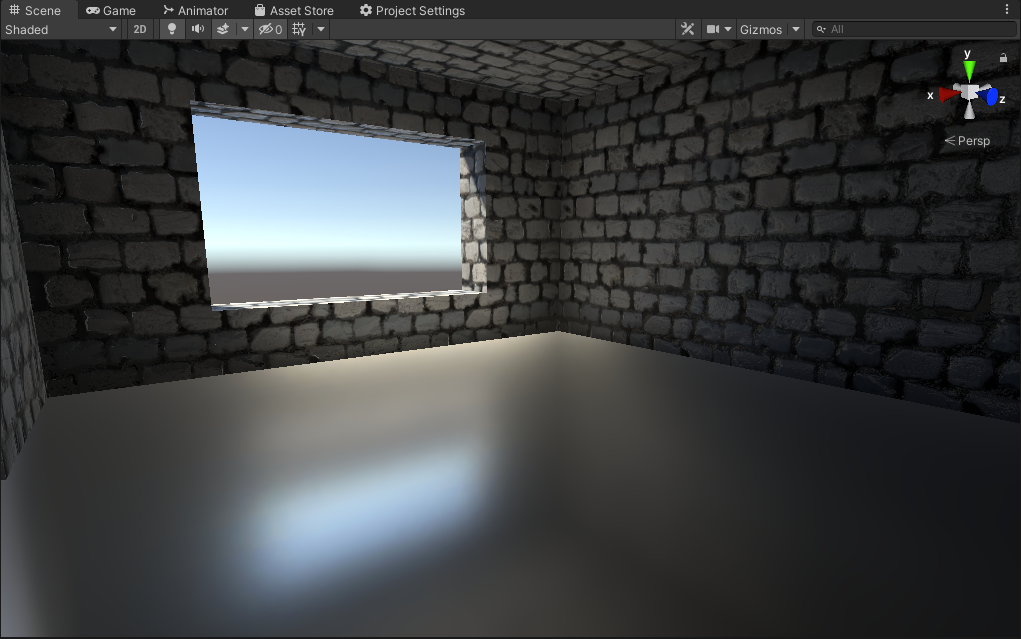 Scene Game Animator Asset Store Project Settings
Shaded 2D 0 Gizmos All
y
x z
Persp